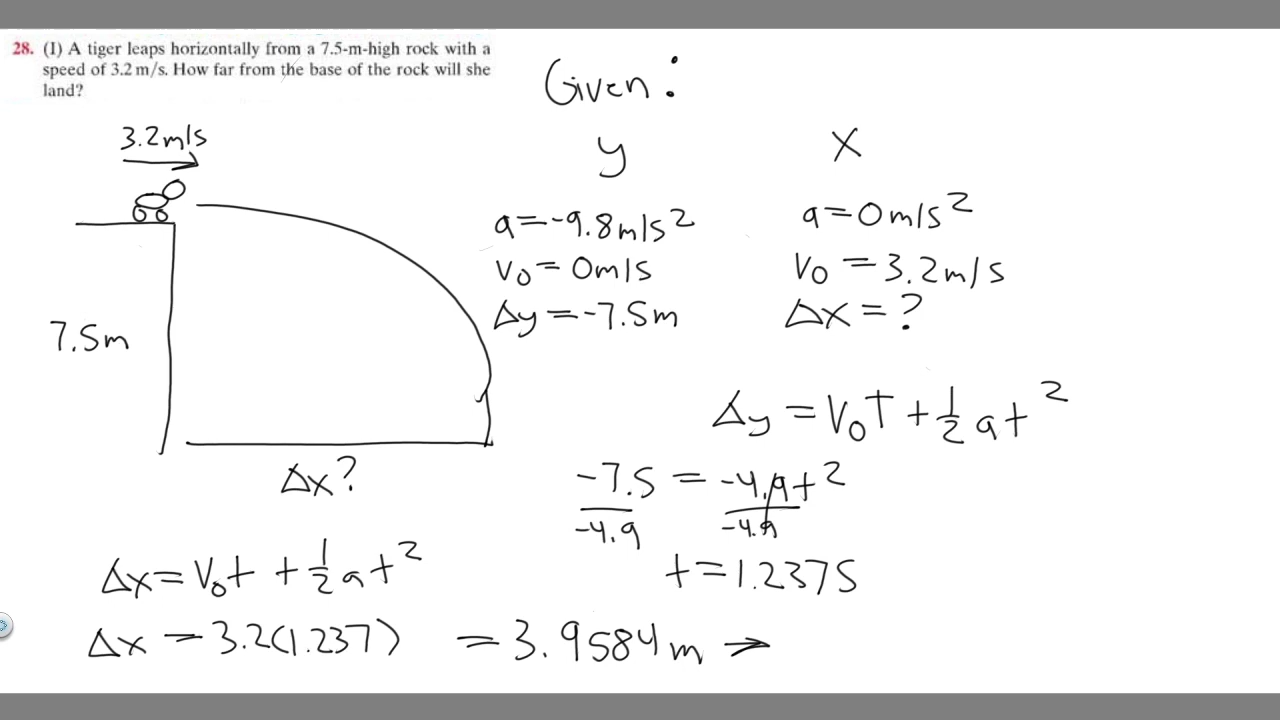 28. (I) A tiger leaps horizontally from a 7.5-m-high rock with a
speed of 3.2 m/s. How far from the base of the rock will she
land?
Given:
3.2m/s
y
x
a=-9.8m/s²
v₀=0m/s
Δy=-7.5m
a=0m/s²
v₀=3.2m/s
Δx=?
7.5m
Δx?
Δy=v₀t+½at²
-7.5=-4.9t²
-4.9 -4.9
t=1.237s
Δx=v₀t+½at²
Δx=3.2(1.237) =3.9584m→